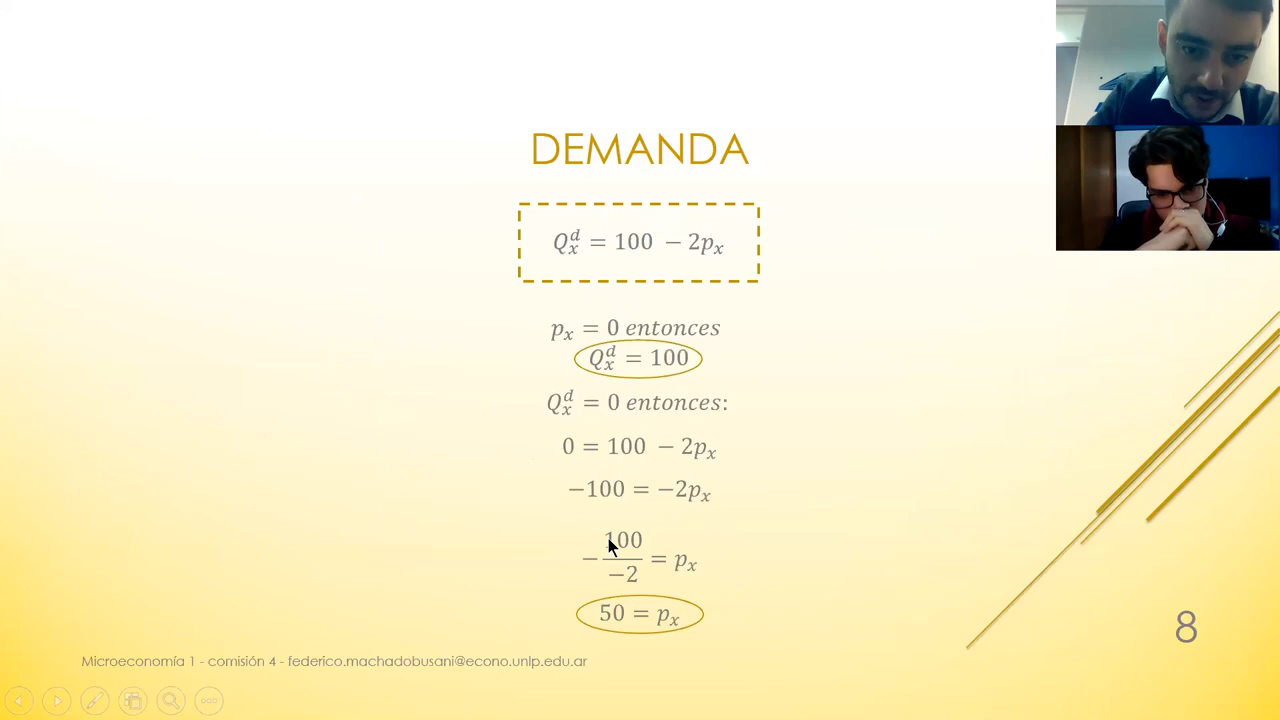 DEMANDA
Q_x^d = 100 − 2p_x
p_x = 0 entonces
Q_x^d = 100
Q_x^d = 0 entonces:
0 = 100 − 2p_x
−100 = −2p_x
−\frac{100}{−2} = p_x
50 = p_x
8
Microeconomía 1 - comisión 4 - federico.machadobusani@econo.unlp.edu.ar